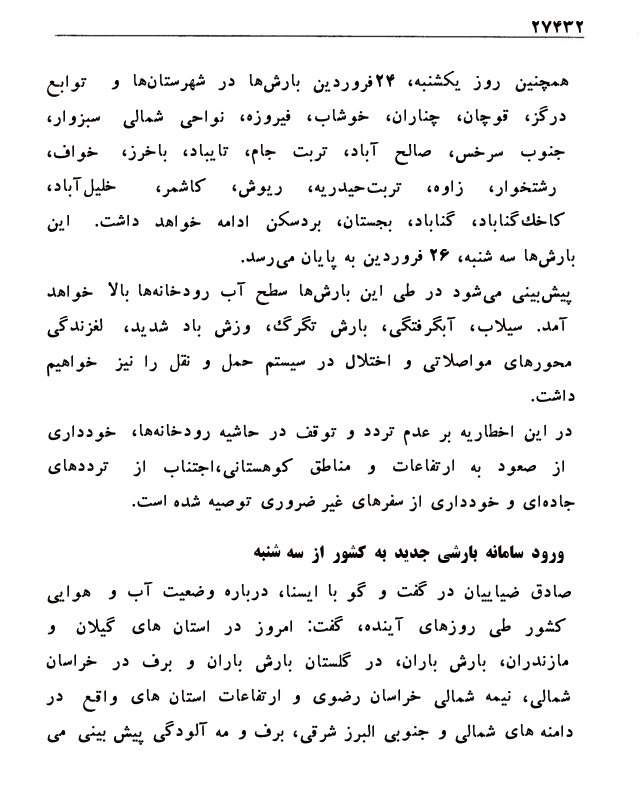 ۲۷۴۳۲
همچنین روز یکشنبه، ۲۴فروردین بارش‌ها در شهرستان‌ها و توابع
درگز، قوچان، چناران، خوشاب، فیروزه، نواحی شمالی سبزوار،
جنوب سرخس، صالح آباد، تربت جام، تایباد، باخرز، خواف،
رشتخوار، زاوه، تربت‌حیدریه، ریوش، کاشمر، خلیل‌آباد،
کاخك‌گناباد، گناباد، بجستان، بردسکن ادامه خواهد داشت. این
بارش‌ها سه شنبه، ۲۶ فروردین به پایان می‌رسد.
پیش‌بینی می‌شود در طی این بارش‌ها سطح آب رودخانه‌ها بالا خواهد
آمد. سیلاب، آبگرفتگی، بارش تگرگ، وزش باد شدید، لغزندگی
محورهای مواصلاتی و اختلال در سیستم حمل و نقل را نیز خواهیم
داشت.
در این اخطاریه بر عدم تردد و توقف در حاشیه رودخانه‌ها، خودداری
از صعود به ارتفاعات و مناطق کوهستانی،اجتناب از ترددهای
جاده‌ای و خودداری از سفرهای غیر ضروری توصیه شده است.
ورود سامانه بارشی جدید به کشور از سه شنبه
صادق ضیاییان در گفت و گو با ایسنا، درباره وضعیت آب و هوایی
کشور طی روزهای آینده، گفت: امروز در استان های گیلان و
مازندران، بارش باران، در گلستان بارش باران و برف در خراسان
شمالی، نیمه شمالی خراسان رضوی و ارتفاعات استان های واقع در
دامنه های شمالی و جنوبی البرز شرقی، برف و مه آلودگی پیش بینی می